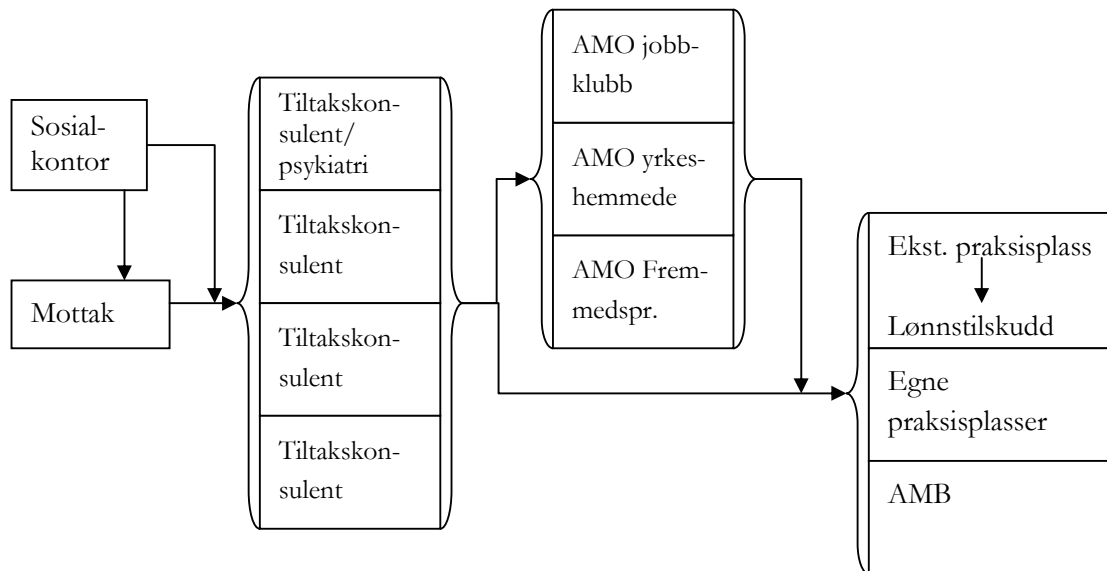 Sosial-
kontor
Mottak
Tiltakskon-
sulent/
psykiatri
Tiltakskon-
sulent
Tiltakskon-
sulent
Tiltakskon-
sulent
AMO jobb-
klubb
AMO yrkes-
hemmede
AMO Frem-
medspr.
Ekst. praksisplass
Lønnstilskudd
Egne
praksisplasser
AMB